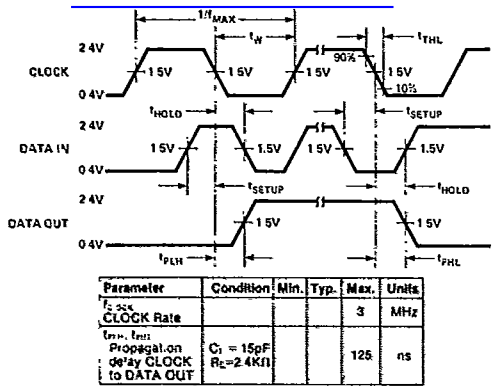 1/fMAX
tW
tTHL
2 4V
90%
CLOCK
1 5V
1 5V
1 5V
1 5V
10%
0 4V
tHOLD
tSETUP
2 4V
DATA IN
1 5V
1.5V
1 5V
1.5V
0 4V
tSETUP
tHOLD
2 4V
DATA OUT
1 5V
1 5V
0 4V
tPLH
tPHL
Parameter Condition Min. Typ. Max. Units
CLOCK Rate 3 MHz
Propagation
delay CLOCK
to DATA OUT
= 15pF
=2 4KΩ
125 ns